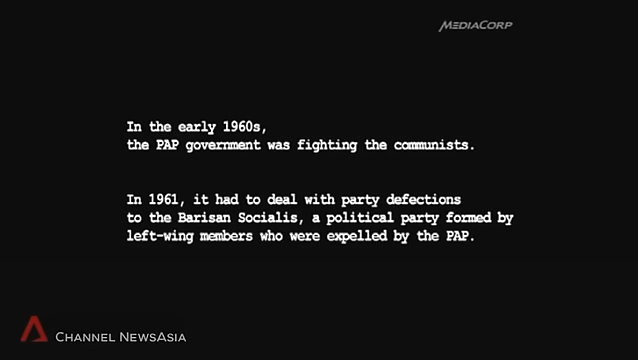 MEDIACORP
In the early 1960s,
the PAP government was fighting the communists.
In 1961, it had to deal with party defections
to the Barisan Socialis, a political party formed by
left-wing members who were expelled by the PAP.
CHANNEL NEWSASIA